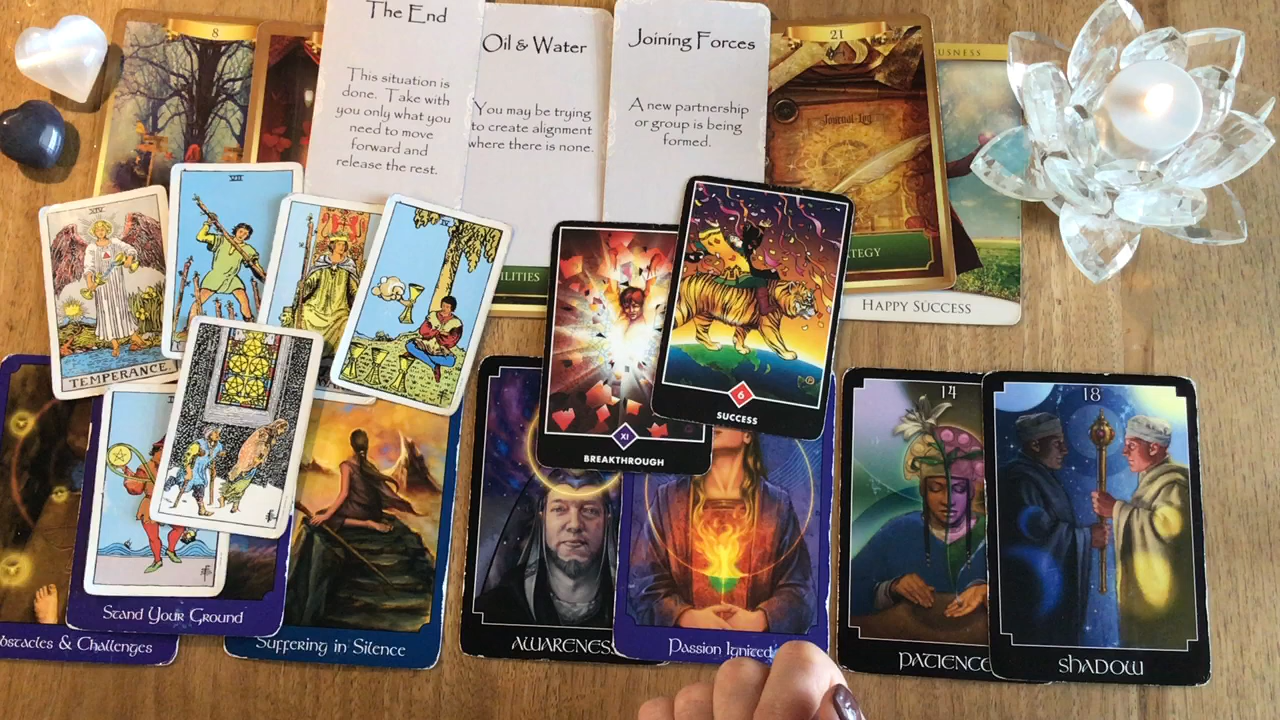 8
The End
This situation is
done. Take with
you only what you
need to move
forward and
release the rest.
Oil & Water
You may be trying
to create alignment
where there is none.
Joining Forces
A new partnership
or group is being
formed.
21
Journal-Log
HAPPY SUCCESS
XIV
TEMPERANCE.
VII
XI
BREAKTHROUGH
6
SUCCESS
& Challenges
Stand Your Ground
Suffering in Silence
AWARENESS
Passion Ignited
14
PATIENCE
18
SHADOW